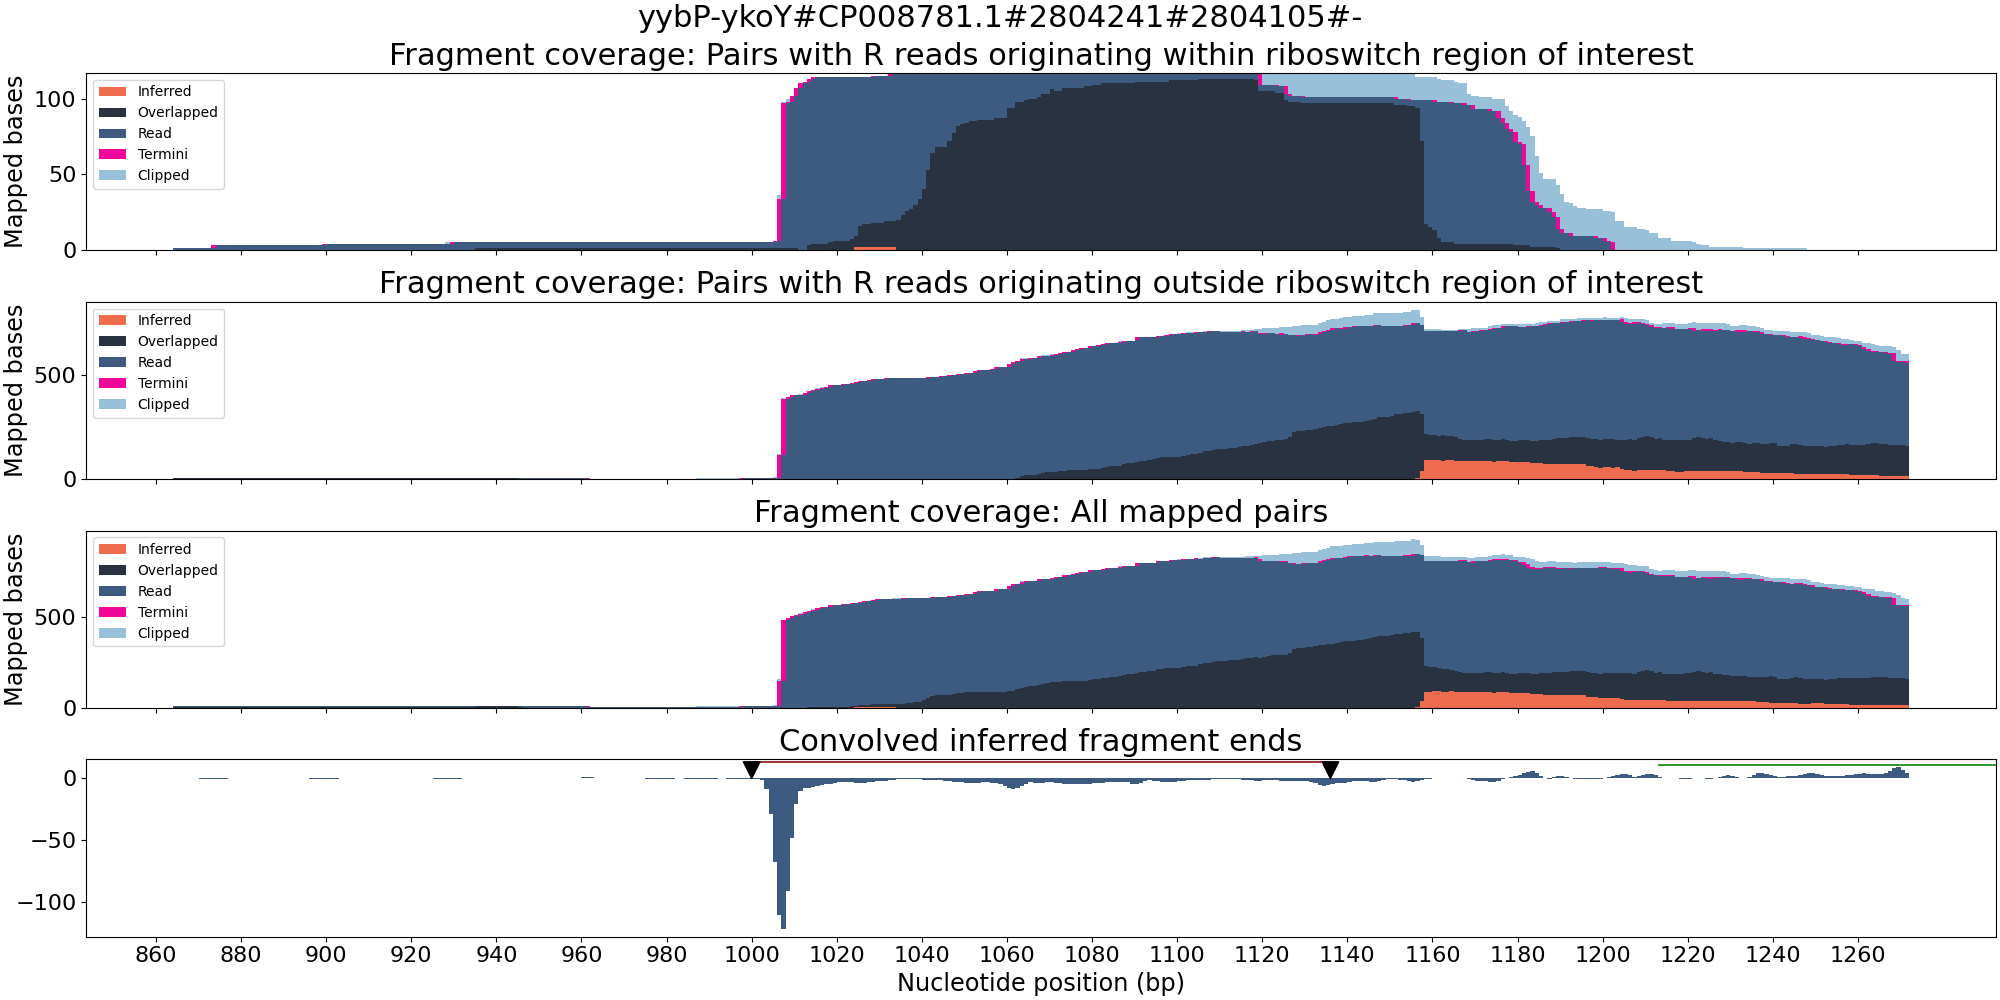 yybP-ykoY#CP008781.1#2804241#2804105#-
Fragment coverage: Pairs with R reads originating within riboswitch region of interest
Mapped bases
100
50
0
Inferred
Overlapped
Read
Termini
Clipped
Fragment coverage: Pairs with R reads originating outside riboswitch region of interest
Mapped bases
500
0
Inferred
Overlapped
Read
Termini
Clipped
Fragment coverage: All mapped pairs
Mapped bases
500
0
Inferred
Overlapped
Read
Termini
Clipped
Convolved inferred fragment ends
0
−50
−100
860 880 900 920 940 960 980 1000 1020 1040 1060 1080 1100 1120 1140 1160 1180 1200 1220 1240 1260
Nucleotide position (bp)